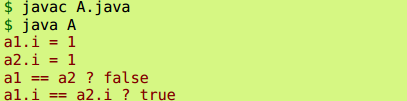 $ javac A.java
$ java A
a1.i = 1
a2.i = 1
a1 == a2 ? false
a1.i == a2.i ? true